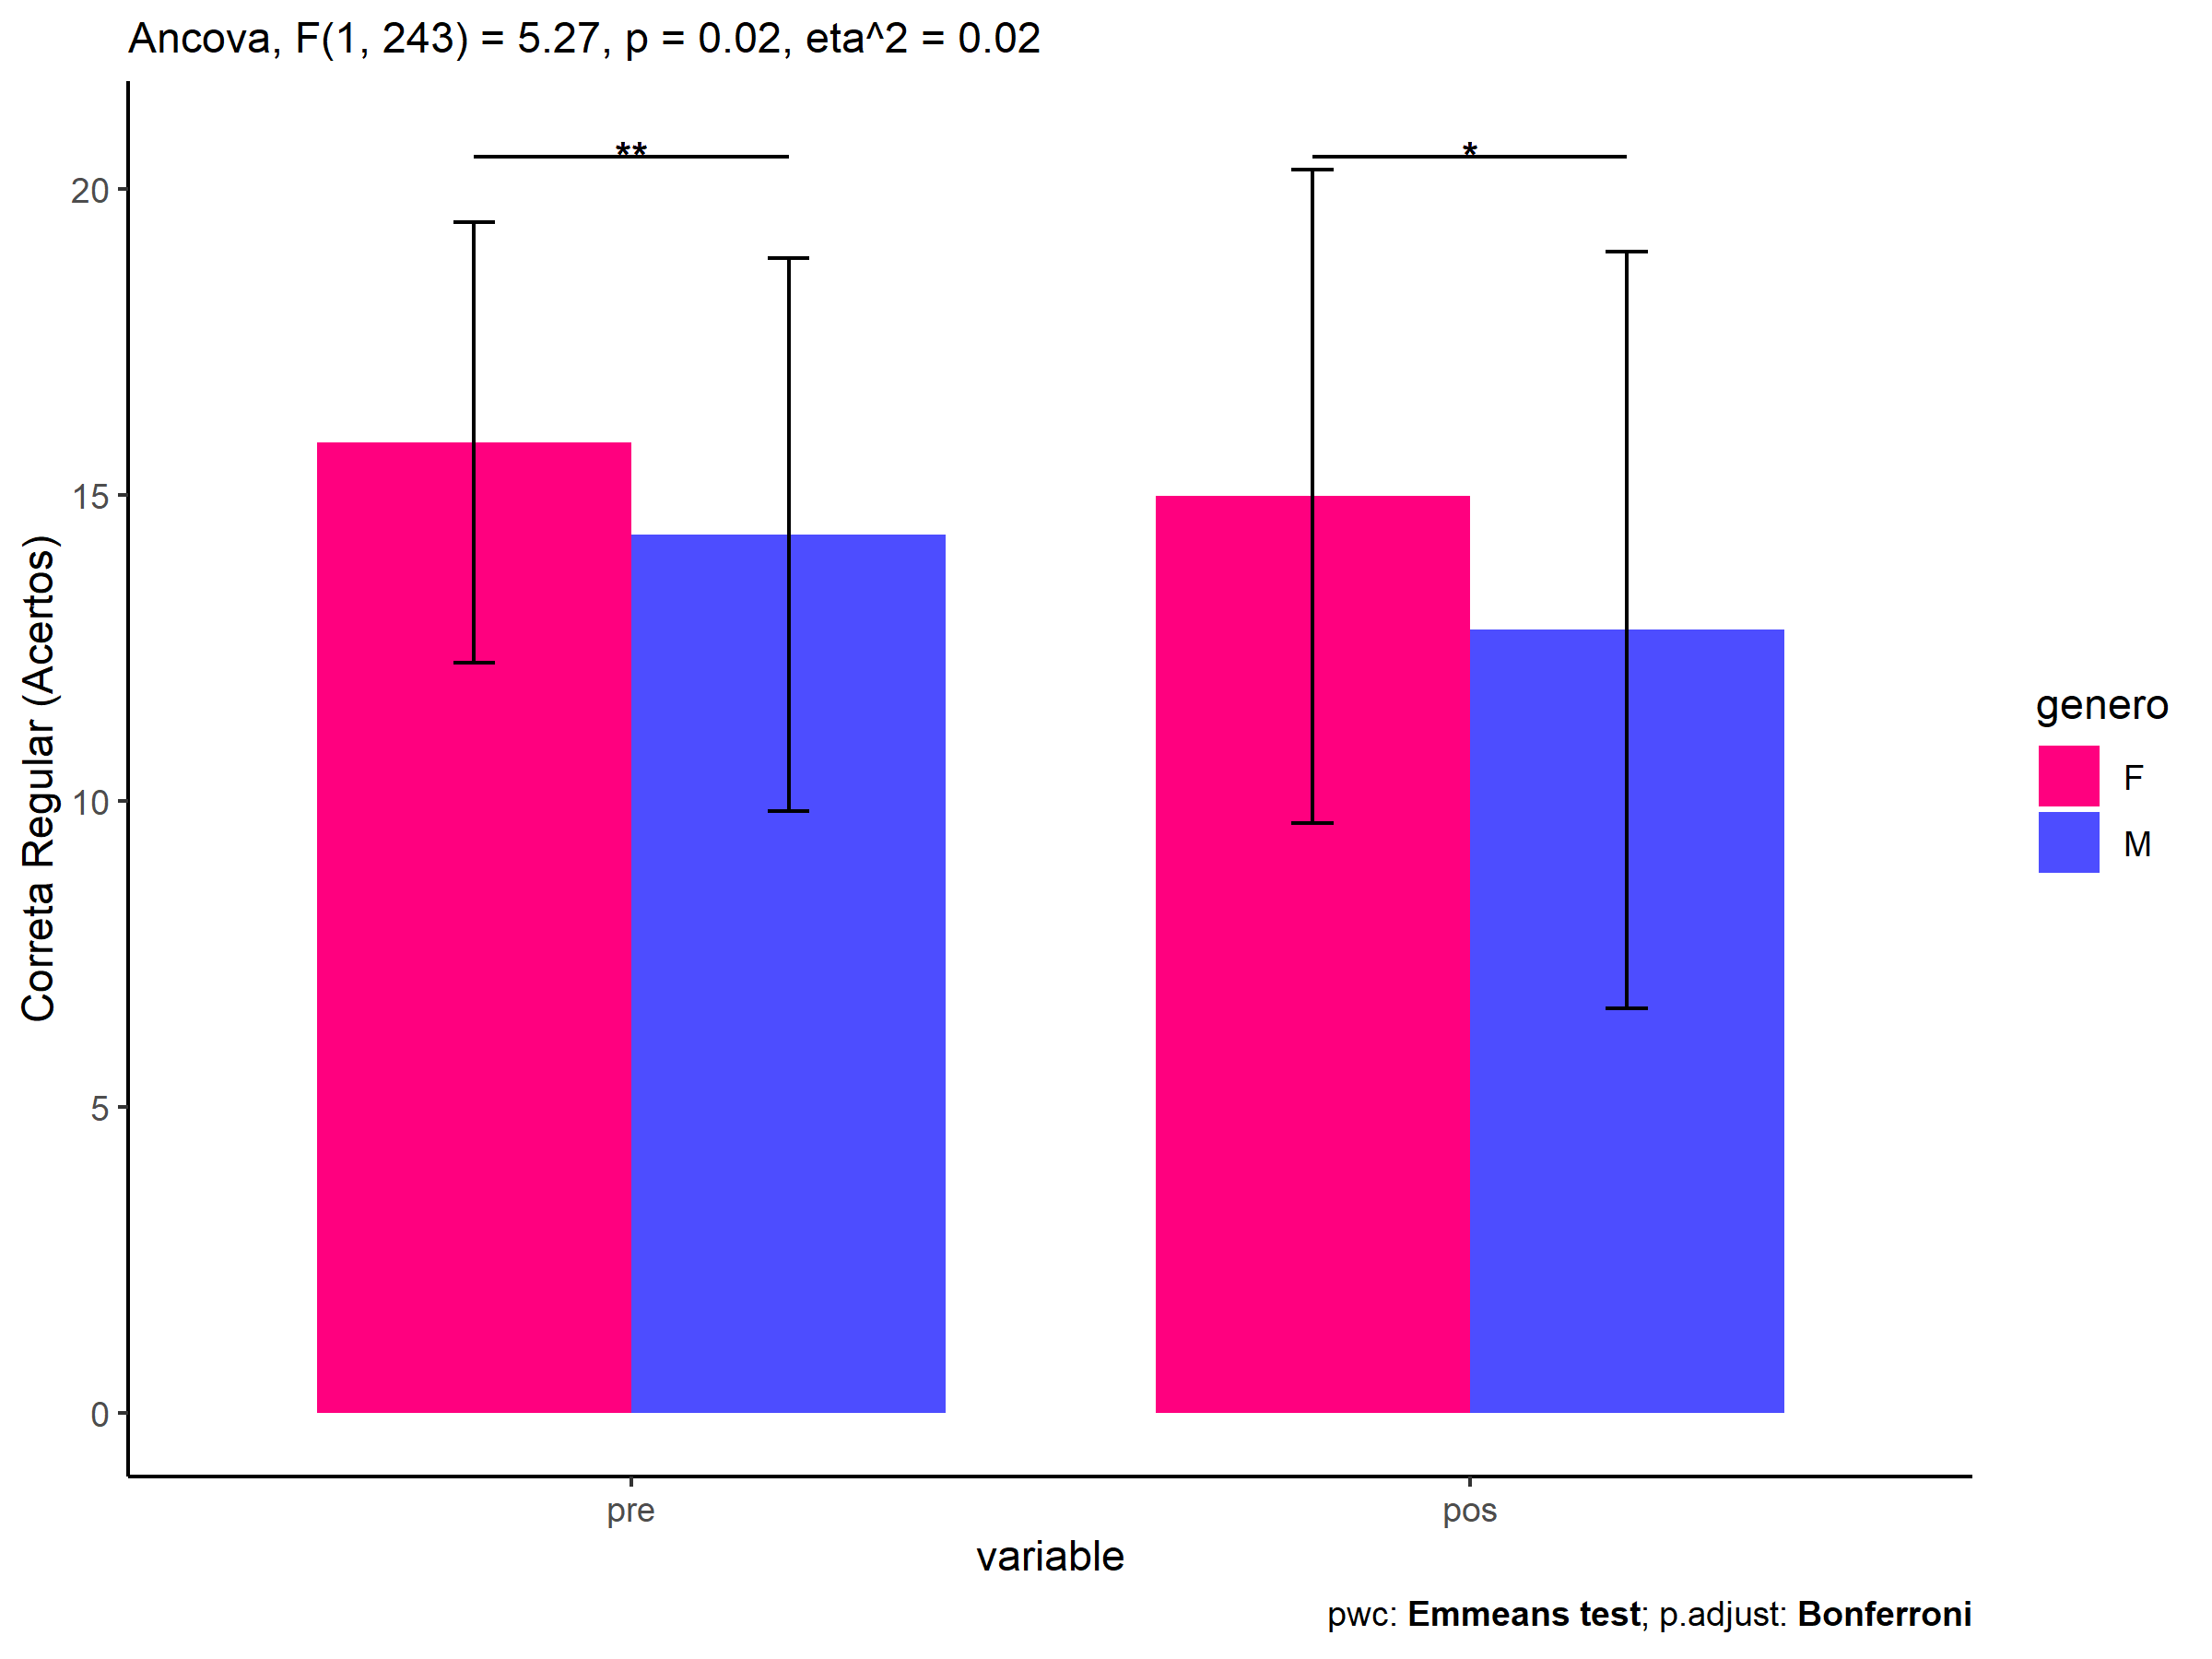 Ancova, F(1, 243) = 5.27, p = 0.02, eta^2 = 0.02
** *
20
15
10
5
0
Correta Regular (Acertos)
pre pos
variable
genero
F
M
pwc: Emmeans test; p.adjust: Bonferroni